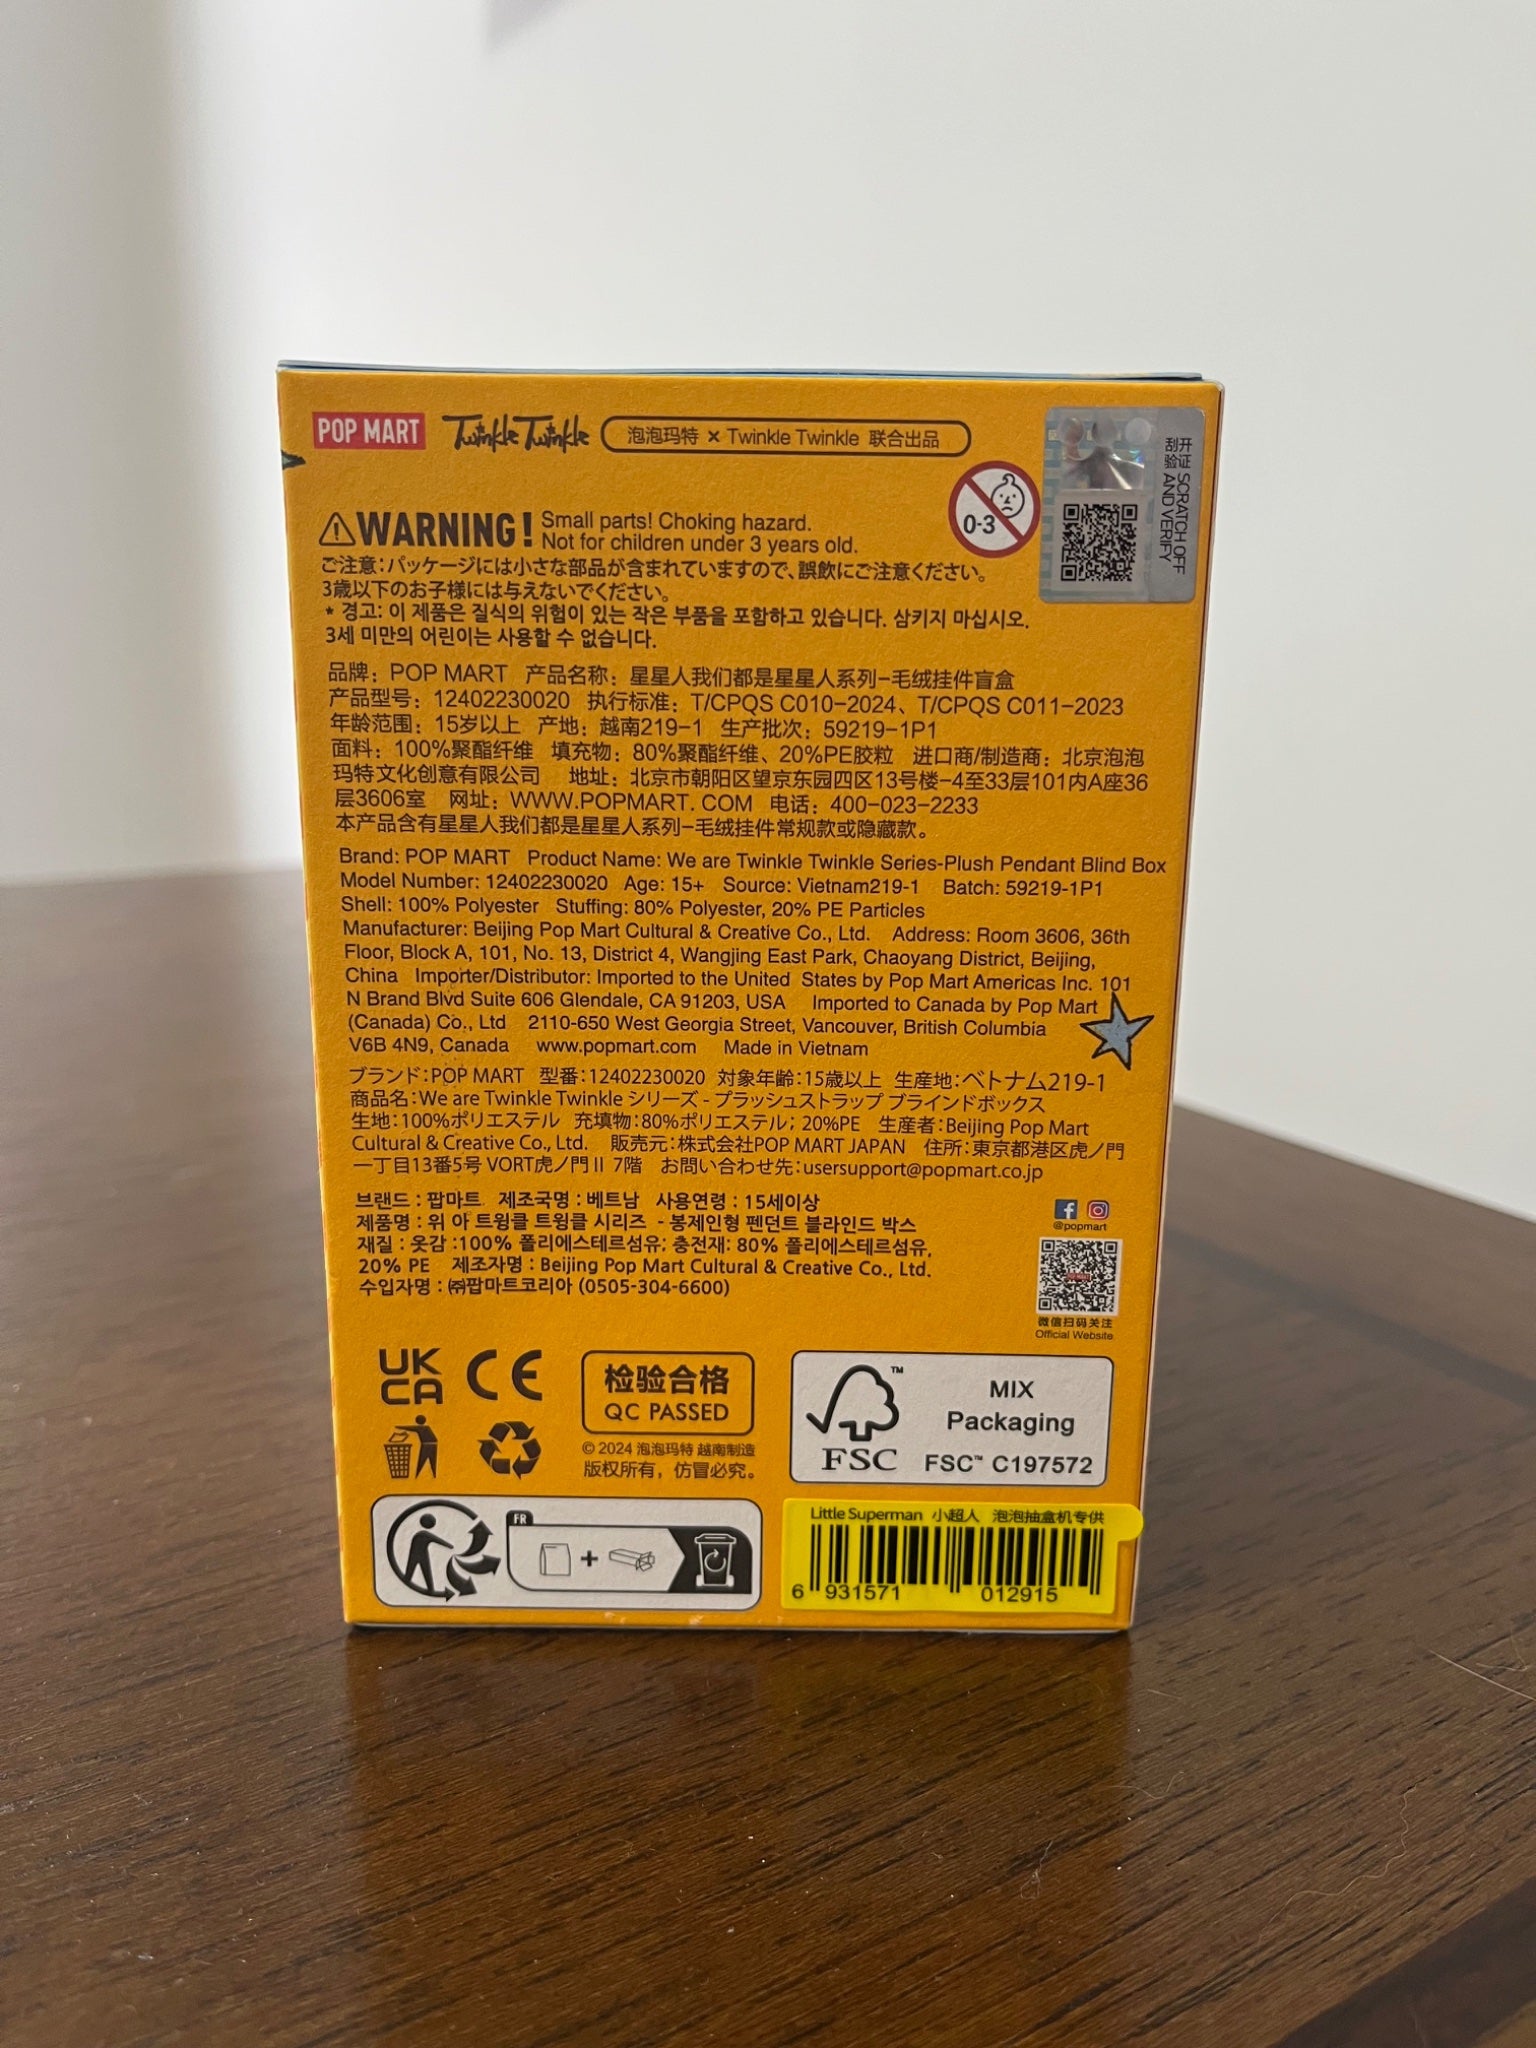 POP MART Twinkle Twinkle 泡泡玛特 × Twinkle Twinkle 联合出品
开证 SCRATCH OFF
刮验 AND VERIFY
0-3
WARNING! Small parts! Choking hazard.
Not for children under 3 years old.
ご注意:パッケージには小さな部品が含まれていますので、誤飲にご注意ください。
3歳以下のお子様には与えないでください。
* 경고: 이 제품은 질식의 위험이 있는 작은 부품을 포함하고 있습니다. 삼키지 마십시오.
3세 미만의 어린이는 사용할 수 없습니다.
品牌：POP MART 产品名称：星星人我们都是星星人系列-毛绒挂件盲盒
产品型号：12402230020 执行标准：T/CPQS C010-2024、T/CPQS C011-2023
年龄范围：15岁以上 产地：越南219-1 生产批次：59219-1P1
面料：100%聚酯纤维 填充物：80%聚酯纤维、20%PE胶粒 进口商/制造商：北京泡泡
玛特文化创意有限公司 地址：北京市朝阳区望京东园四区13号楼-4至33层101内A座36
层3606室 网址：WWW.POPMART.COM 电话：400-023-2233
本产品含有星星人我们都是星星人系列-毛绒挂件常规款或隐藏款。
Brand: POP MART Product Name: We are Twinkle Twinkle Series-Plush Pendant Blind Box
Model Number: 12402230020 Age: 15+ Source: Vietnam219-1 Batch: 59219-1P1
Shell: 100% Polyester Stuffing: 80% Polyester, 20% PE Particles
Manufacturer: Beijing Pop Mart Cultural & Creative Co., Ltd. Address: Room 3606, 36th
Floor, Block A, 101, No. 13, District 4, Wangjing East Park, Chaoyang District, Beijing,
China Importer/Distributor: Imported to the United States by Pop Mart Americas Inc. 101
N Brand Blvd Suite 606 Glendale, CA 91203, USA Imported to Canada by Pop Mart
(Canada) Co., Ltd 2110-650 West Georgia Street, Vancouver, British Columbia
V6B 4N9, Canada www.popmart.com Made in Vietnam
ブランド:POP MART 型番:12402230020 対象年齢:15歳以上 生産地:ベトナム219-1
商品名:We are Twinkle Twinkle シリーズ - プラッシュストラップ ブラインドボックス
生地:100%ポリエステル 充填物:80%ポリエステル; 20%PE 生産者:Beijing Pop Mart
Cultural & Creative Co., Ltd. 販売元:株式会社POP MART JAPAN 住所:東京都港区虎ノ門
一丁目13番5号 VORT虎ノ門Ⅱ 7階 お問い合わせ先:usersupport@popmart.co.jp
브랜드 : 팝마트 제조국명 : 베트남 사용연령 : 15세이상
제품명 : 위 아 트윙클 트윙클 시리즈 - 봉제인형 펜던트 블라인드 박스
재질 : 옷감 :100% 폴리에스테르섬유; 충전재: 80% 폴리에스테르섬유,
20% PE 제조자명 : Beijing Pop Mart Cultural & Creative Co., Ltd.
수입자명 : ㈜팝마트코리아 (0505-304-6600)
@popmart
微信扫码关注
Official Website
UK
CA CE
检验合格
QC PASSED
© 2024 泡泡玛特 越南制造
版权所有，仿冒必究。
FSC™
MIX
Packaging
FSC™ C197572
FR
+
Little Superman 小超人 泡泡抽盒机专供
6 931571 012915